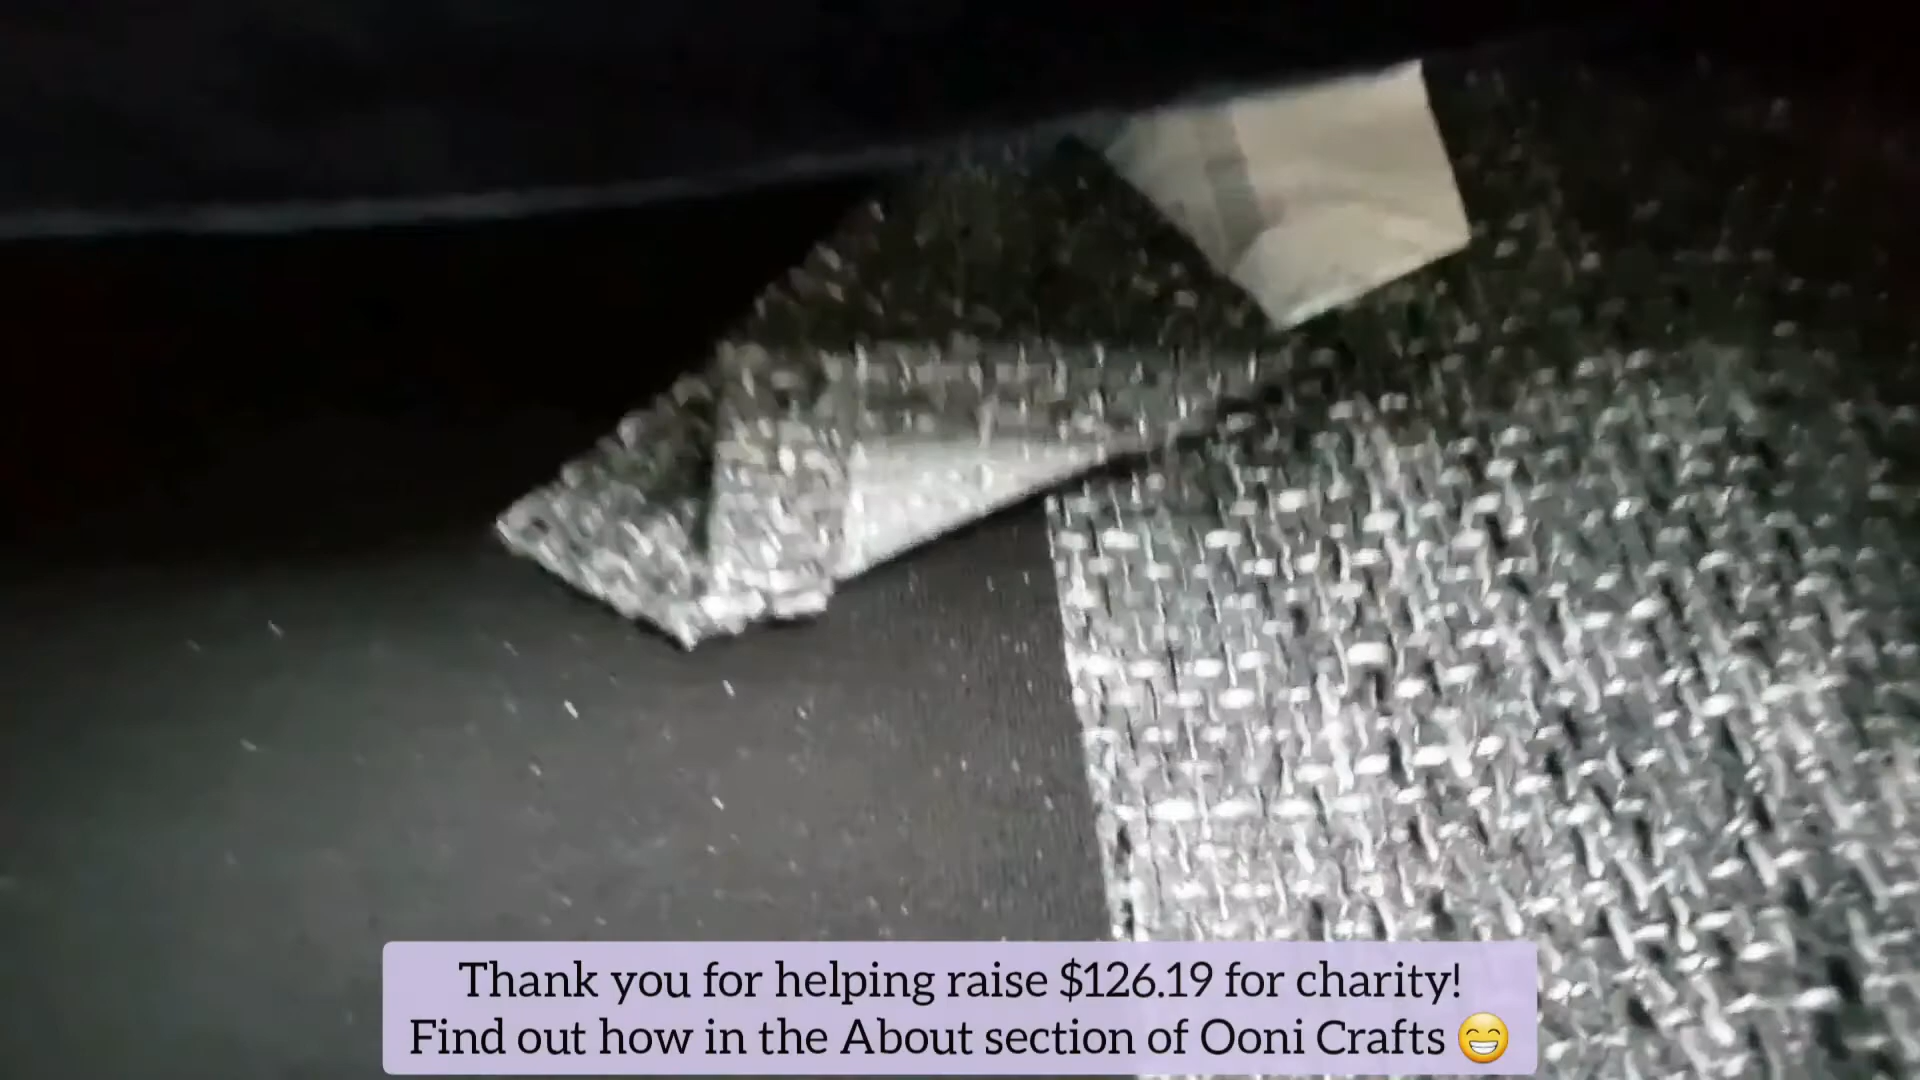 Thank you for helping raise $126.19 for charity!
Find out how in the About section of Ooni Crafts 😁